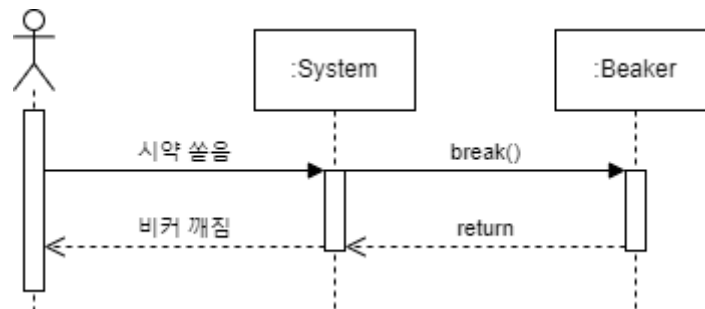 :System
:Beaker
시약 쏟음
break()
비커 깨짐
return